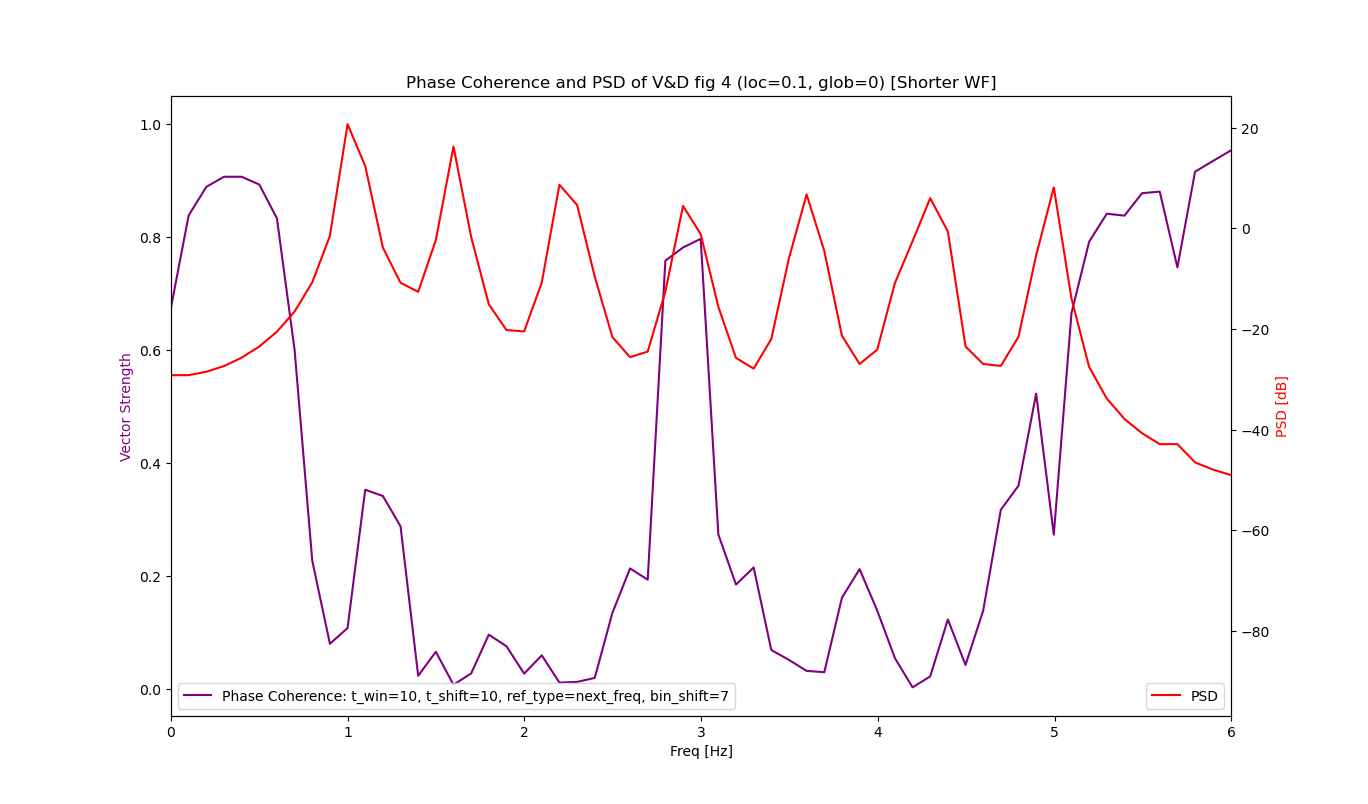 Phase Coherence and PSD of V&D fig 4 (loc=0.1, glob=0) [Shorter WF]
1.0
0.8
0.6
0.4
0.2
0.0
Vector Strength
20
0
−20
−40
−60
−80
PSD [dB]
Phase Coherence: t_win=10, t_shift=10, ref_type=next_freq, bin_shift=7
PSD
0 1 2 3 4 5 6
Freq [Hz]